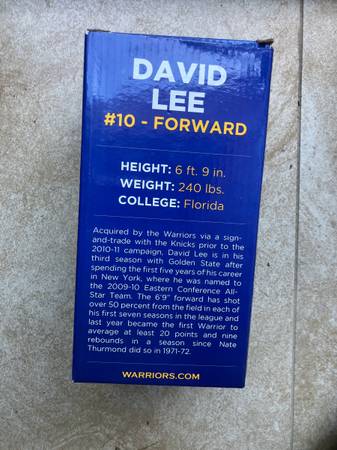 DAVID
LEE
#10 - FORWARD
HEIGHT: 6 ft. 9 in.
WEIGHT: 240 lbs.
COLLEGE: Florida
Acquired by the Warriors via a sign-
and-trade with the Knicks prior to the
2010-11 campaign, David Lee is in his
third season with Golden State after
spending the first five years of his career
in New York, where he was named to
the 2009-10 Eastern Conference All-
Star Team. The 6'9" forward has shot
over 50 percent from the field in each of
his first seven seasons in the league and
last year became the first Warrior to
average at least 20 points and nine
rebounds in a season since Nate
Thurmond did so in 1971-72.
WARRIORS.COM